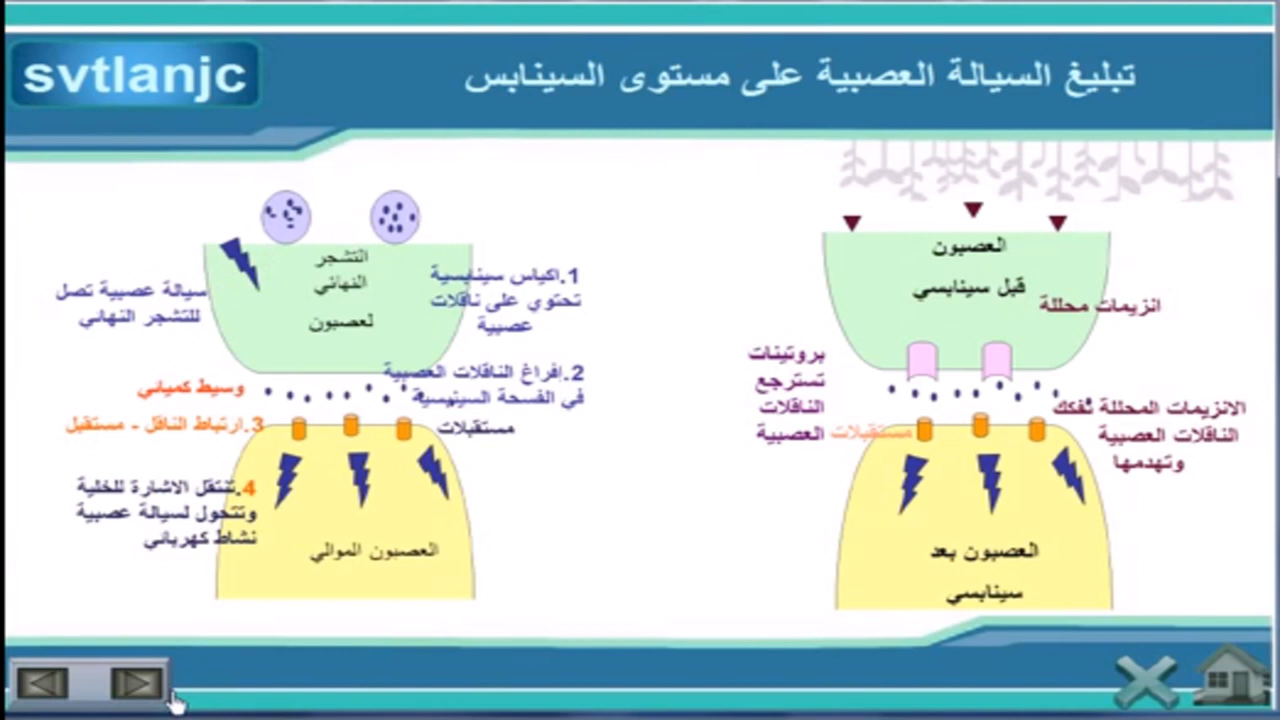 svtlanjc
تبليغ السيالة العصبية على مستوى السينابس
العصبون
قبل سينابسي
انزيمات محللة
بروتينات
تسترجع
الناقلات
العصبية
الانزيمات المحللة تفكك
الناقلات العصبية
وتهدمها
مستقبلات
العصبون بعد
سينابسي
التشجر
النهائي
لعصبون
1.اكياس سينابسية
تحتوي على ناقلات
عصبية
سيالة عصبية تصل
للتشجر النهائي
2.افراغ الناقلات العصبية
في الفسحة السينبسية
وسيط كميائي
3.ارتباط الناقل - مستقبل
مستقبلات
4.تنتقل الاشارة للخلية
وتتحول لسيالة عصبية
نشاط كهربائي
العصبون الموالي